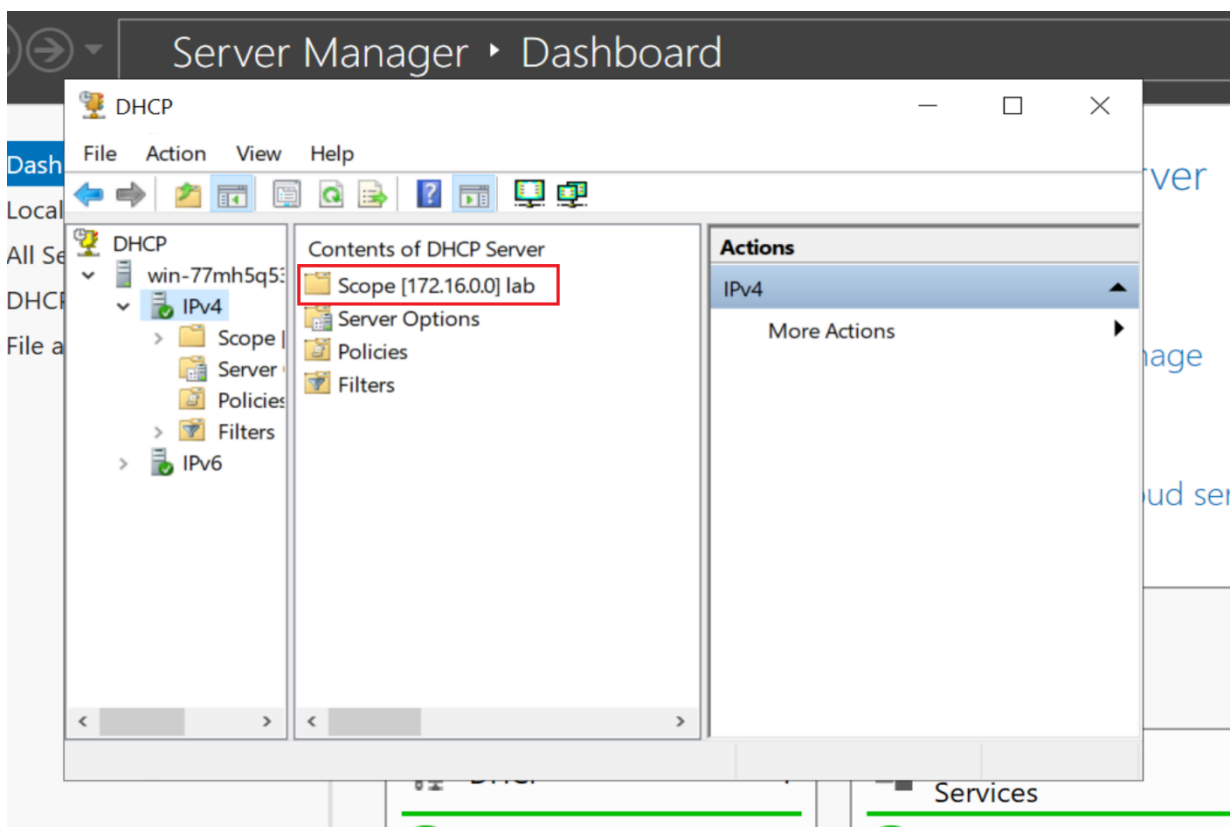 Server Manager ‣ Dashboard
DHCP
File Action View Help
Dash
Local
All Se
DHCP
File a
DHCP
win-77mh5q53
IPv4
Scope [
Server
Policies
Filters
IPv6
Contents of DHCP Server
Scope [172.16.0.0] lab
Server Options
Policies
Filters
Actions
IPv4
More Actions
ver
nage
oud ser
Services